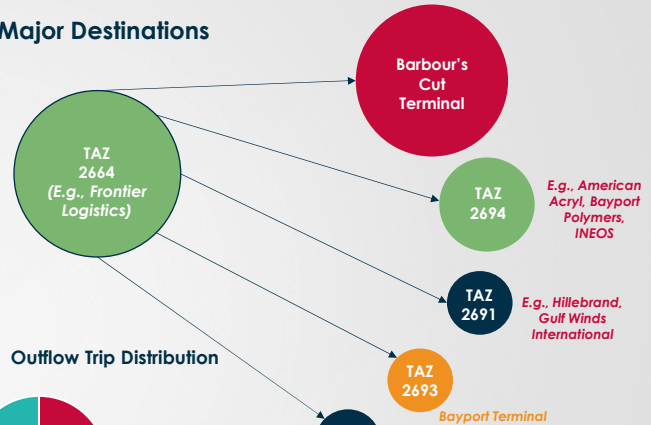 Major Destinations
Barbour's
Cut
Terminal
TAZ
2664
(E.g., Frontier
Logistics)
TAZ
2694
E.g., American
Acryl, Bayport
Polymers,
INEOS
TAZ
2691
E.g., Hillebrand,
Gulf Winds
International
Outflow Trip Distribution
TAZ
2693
Bayport Terminal